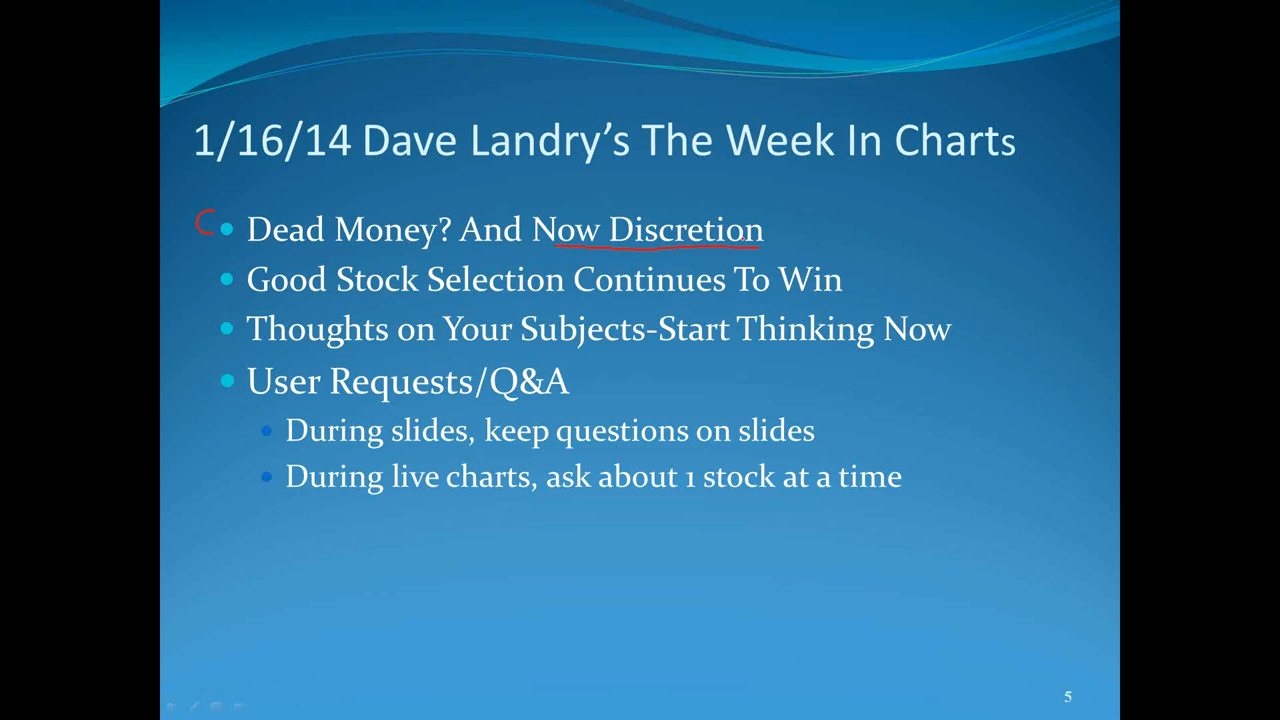 1/16/14 Dave Landry’s The Week In Charts
Dead Money? And Now Discretion
Good Stock Selection Continues To Win
Thoughts on Your Subjects-Start Thinking Now
User Requests/Q&A
During slides, keep questions on slides
During live charts, ask about 1 stock at a time
5